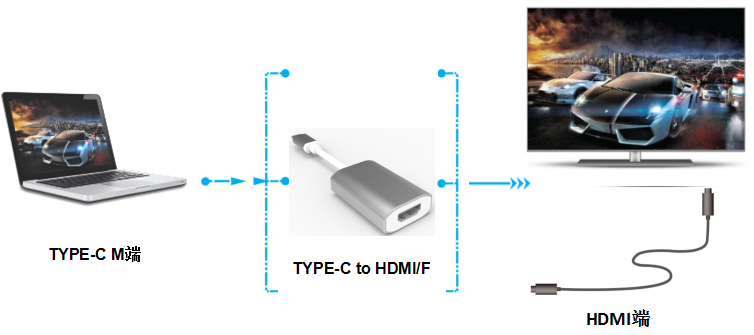 TYPE-C M端
TYPE-C to HDMI/F
HDMI端